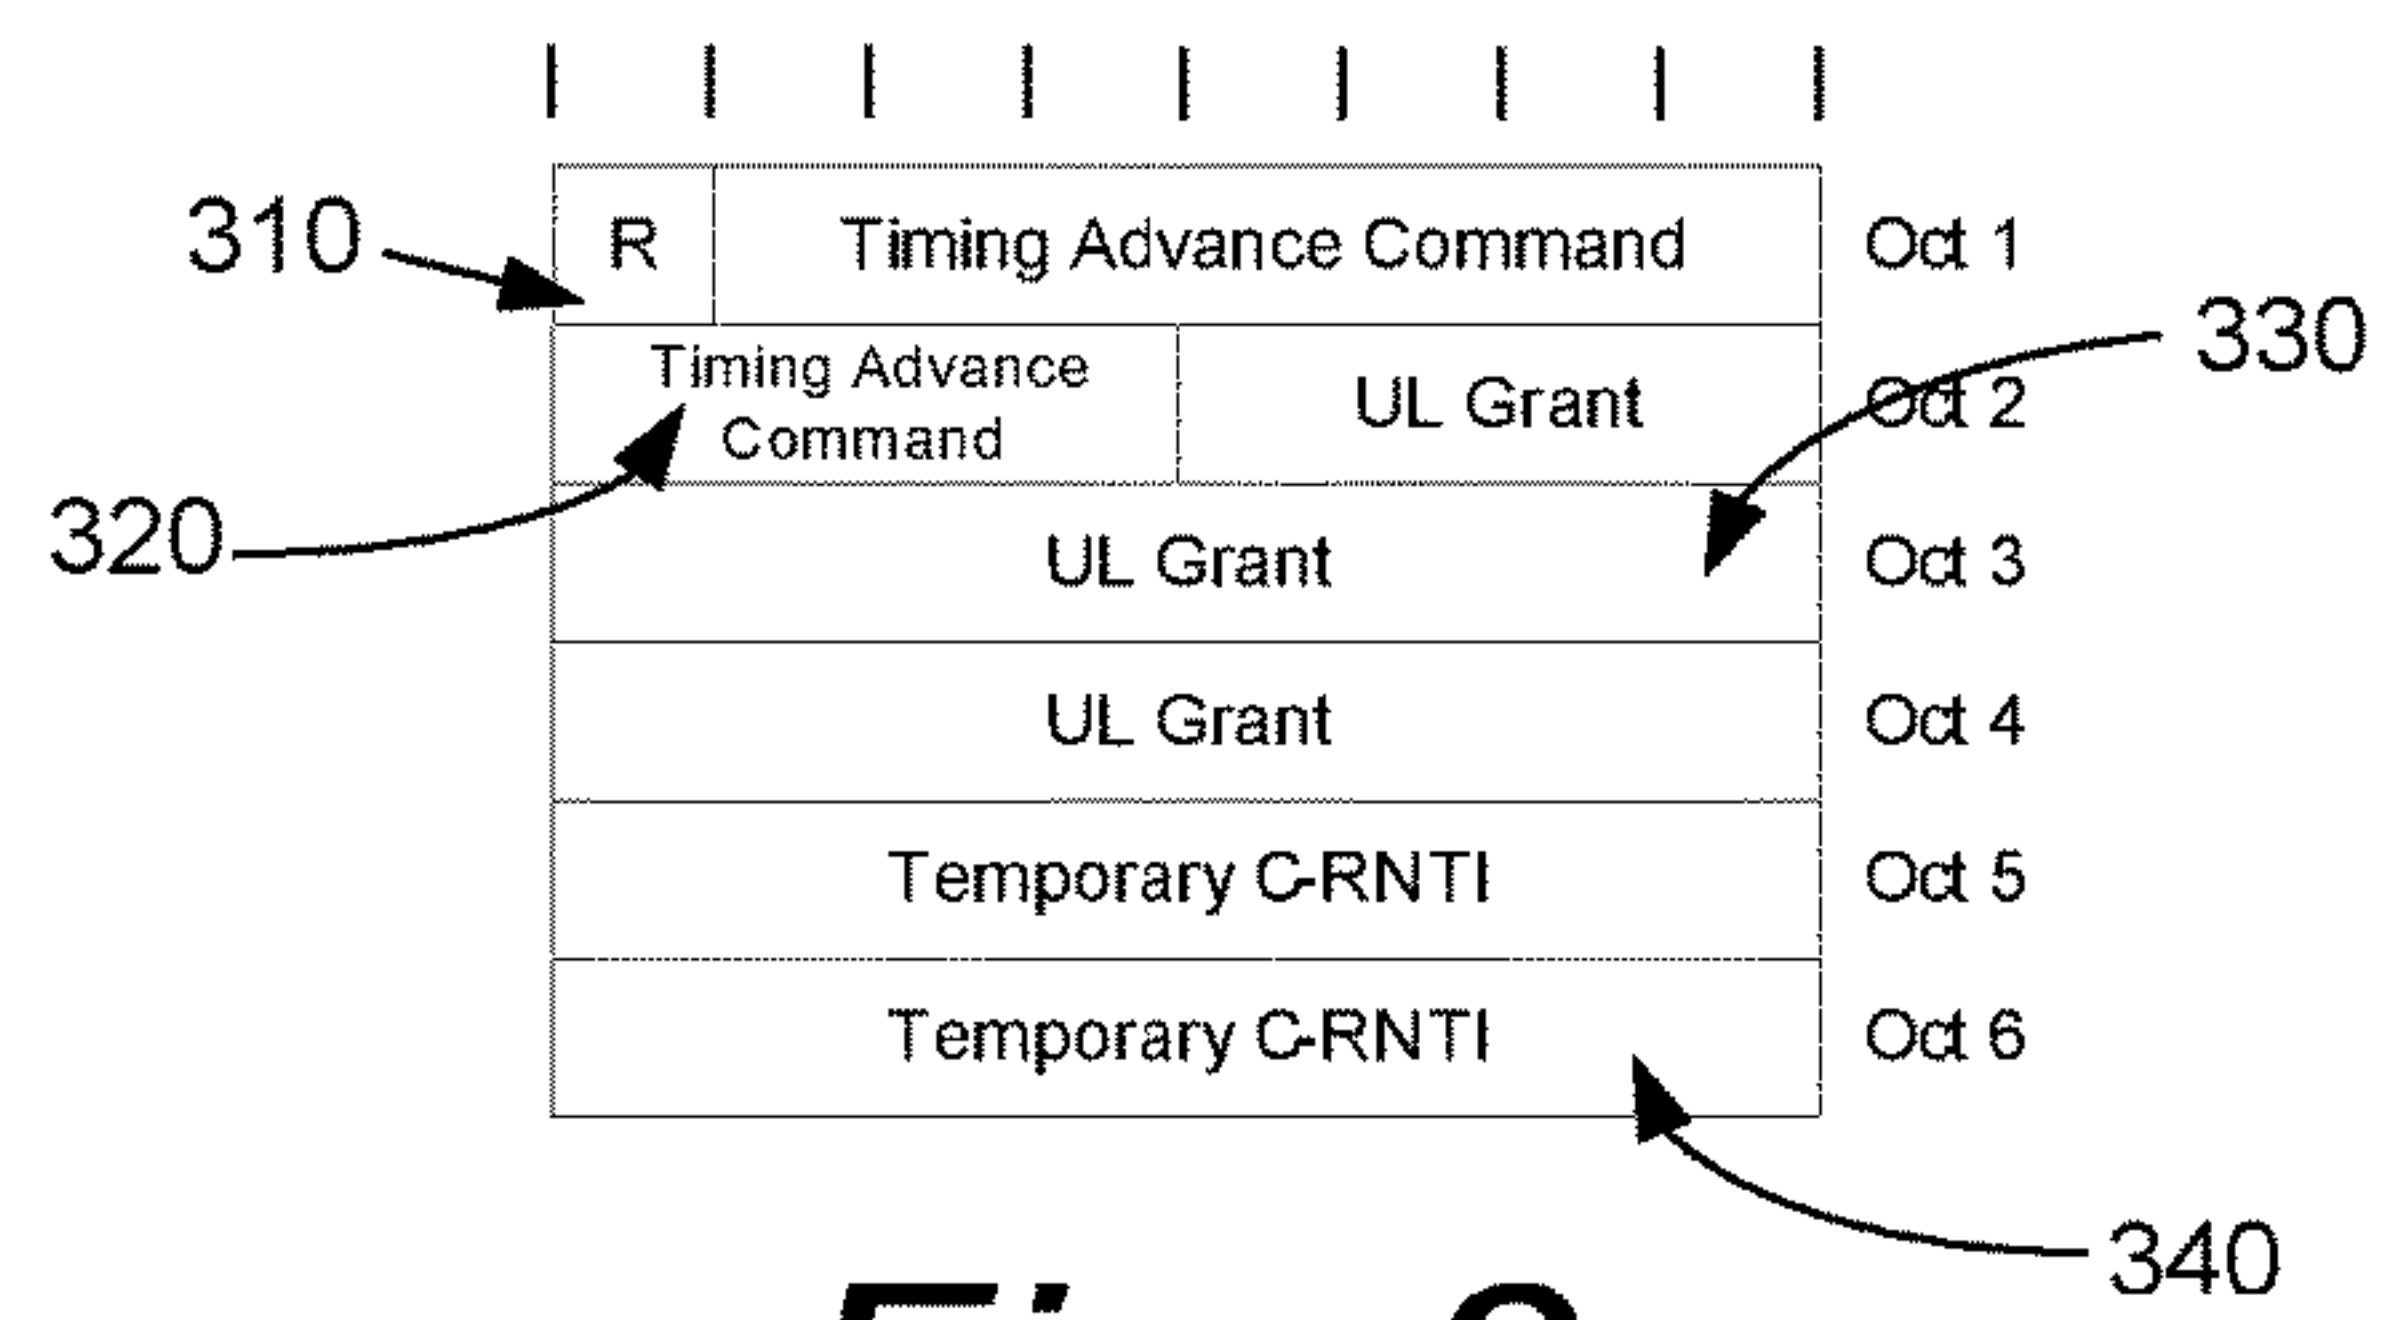 310 R Timing Advance Command Oct 1
330
Timing Advance UL Grant Oct 2
Command
320 UL Grant Oct 3
UL Grant Oct 4
Temporary C-RNTI Oct 5
Temporary C-RNTI Oct 6
340